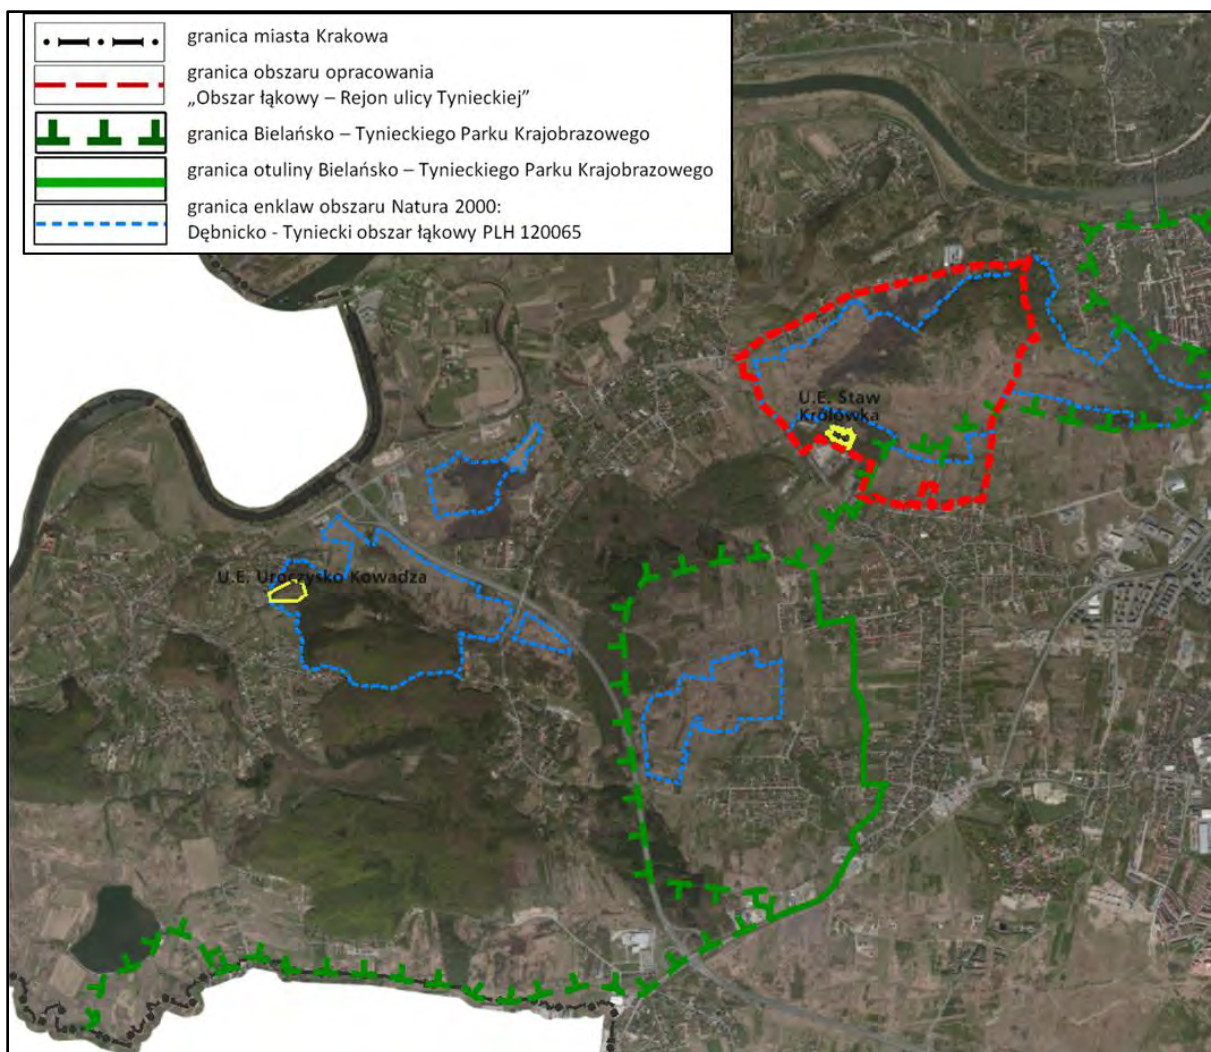 granica miasta Krakowa
granica obszaru opracowania
„Obszar łąkowy – Rejon ulicy Tynieckiej”
granica Bielańsko – Tynieckiego Parku Krajobrazowego
granica otuliny Bielańsko – Tynieckiego Parku Krajobrazowego
granica enklaw obszaru Natura 2000:
Dębnicko - Tyniecki obszar łąkowy PLH 120065
U.E. Staw
Królówka
U.E. Uroczysko Kowadza